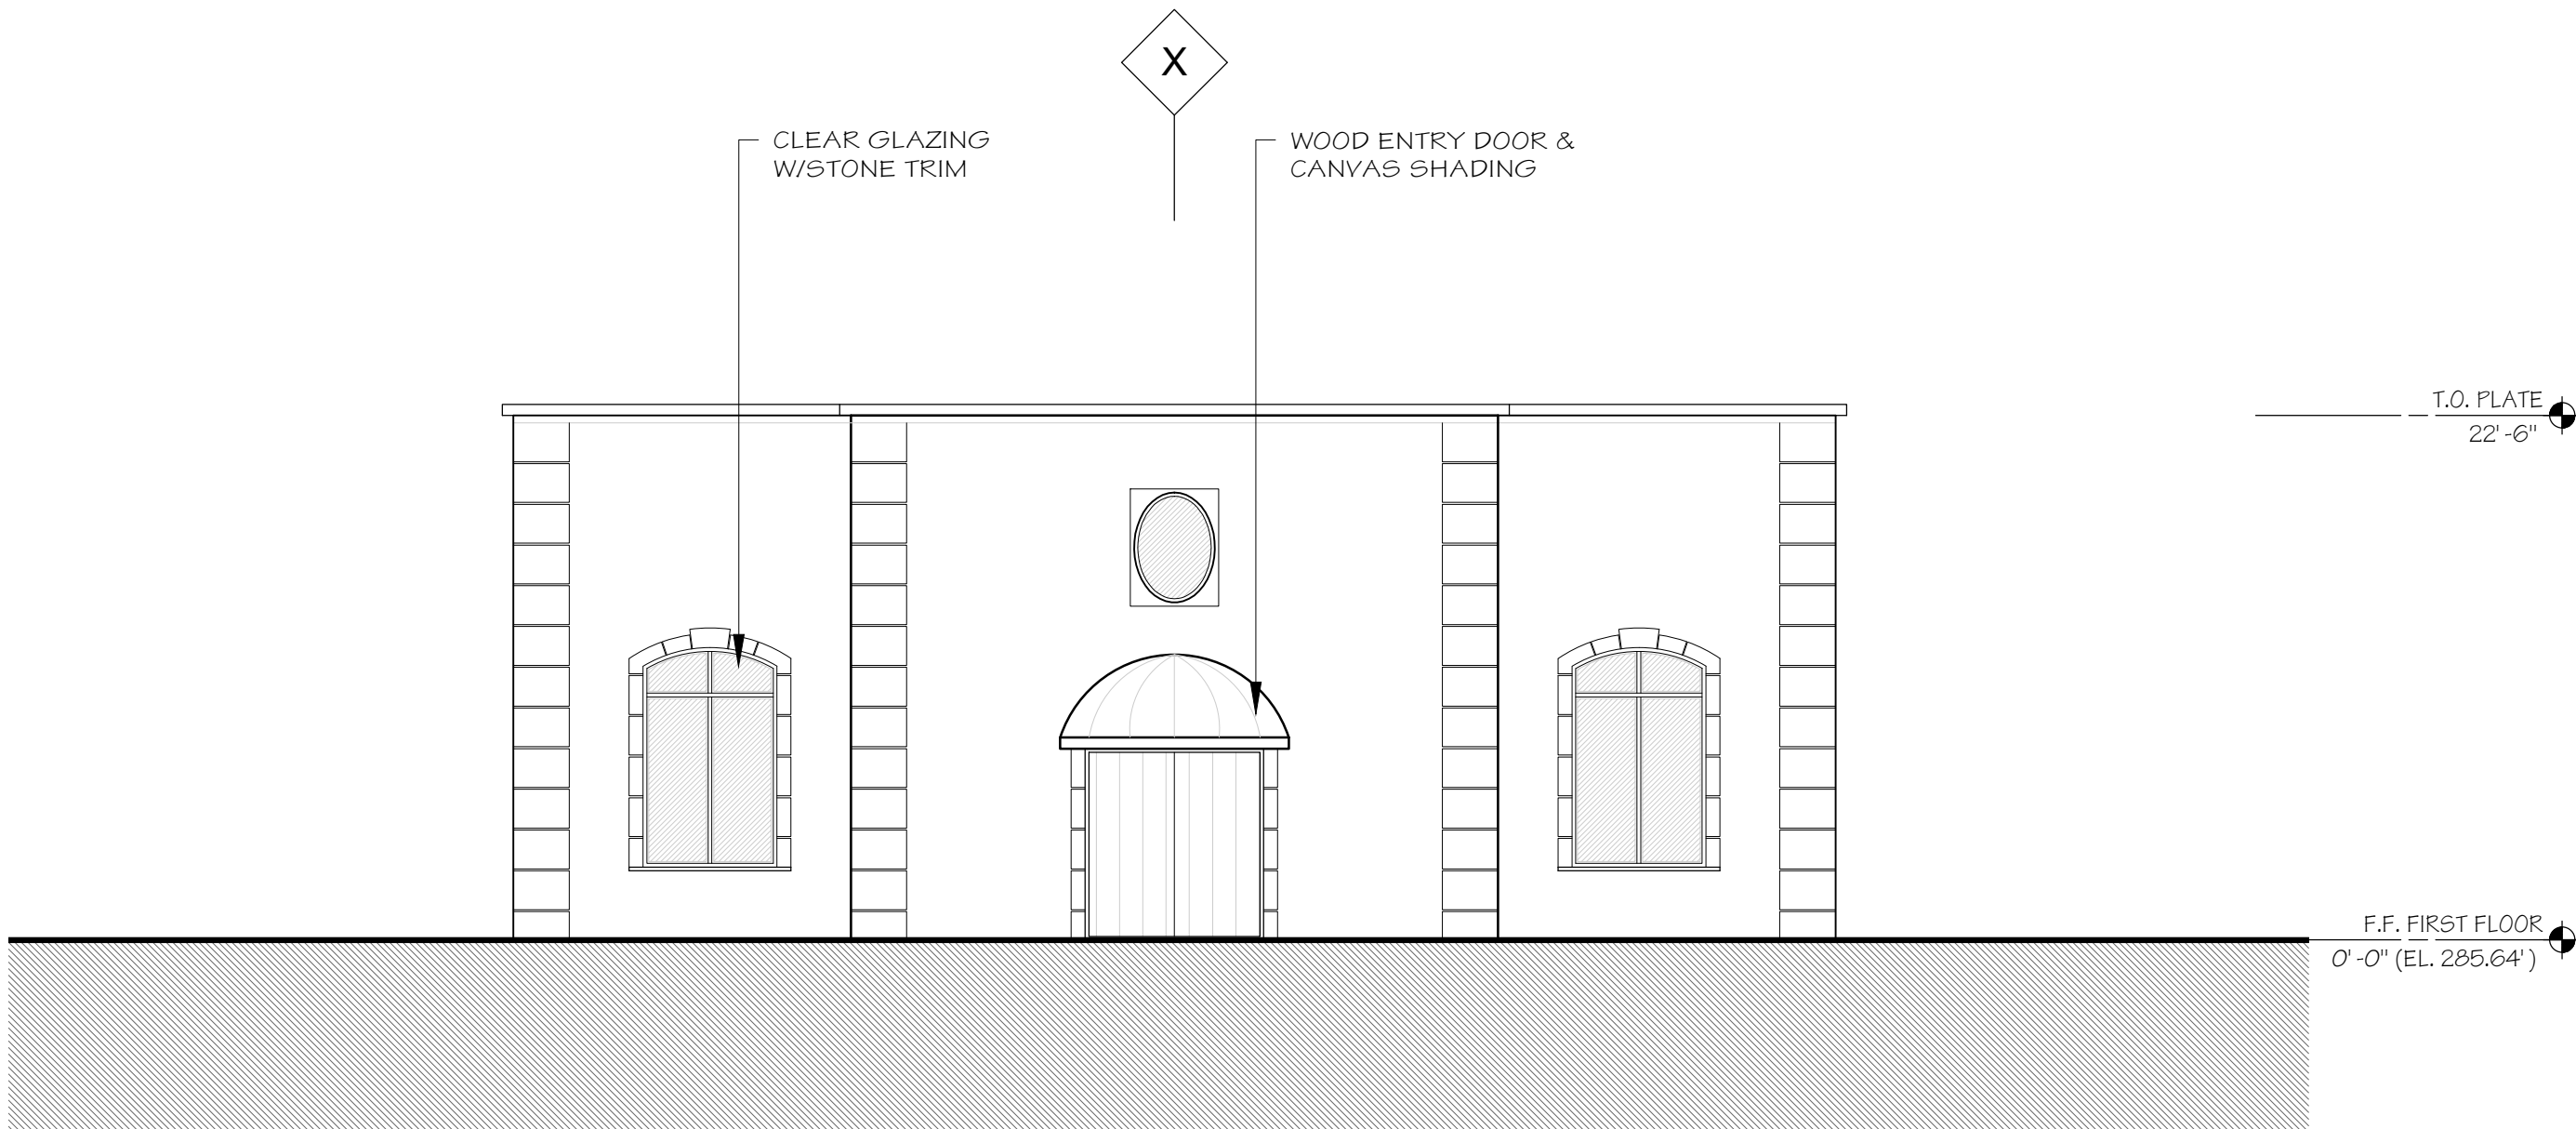 X
CLEAR GLAZING
W/STONE TRIM
WOOD ENTRY DOOR &
CANVAS SHADING
T.O. PLATE
22'-6"
F.F. FIRST FLOOR
0'-0" (EL. 285.64')